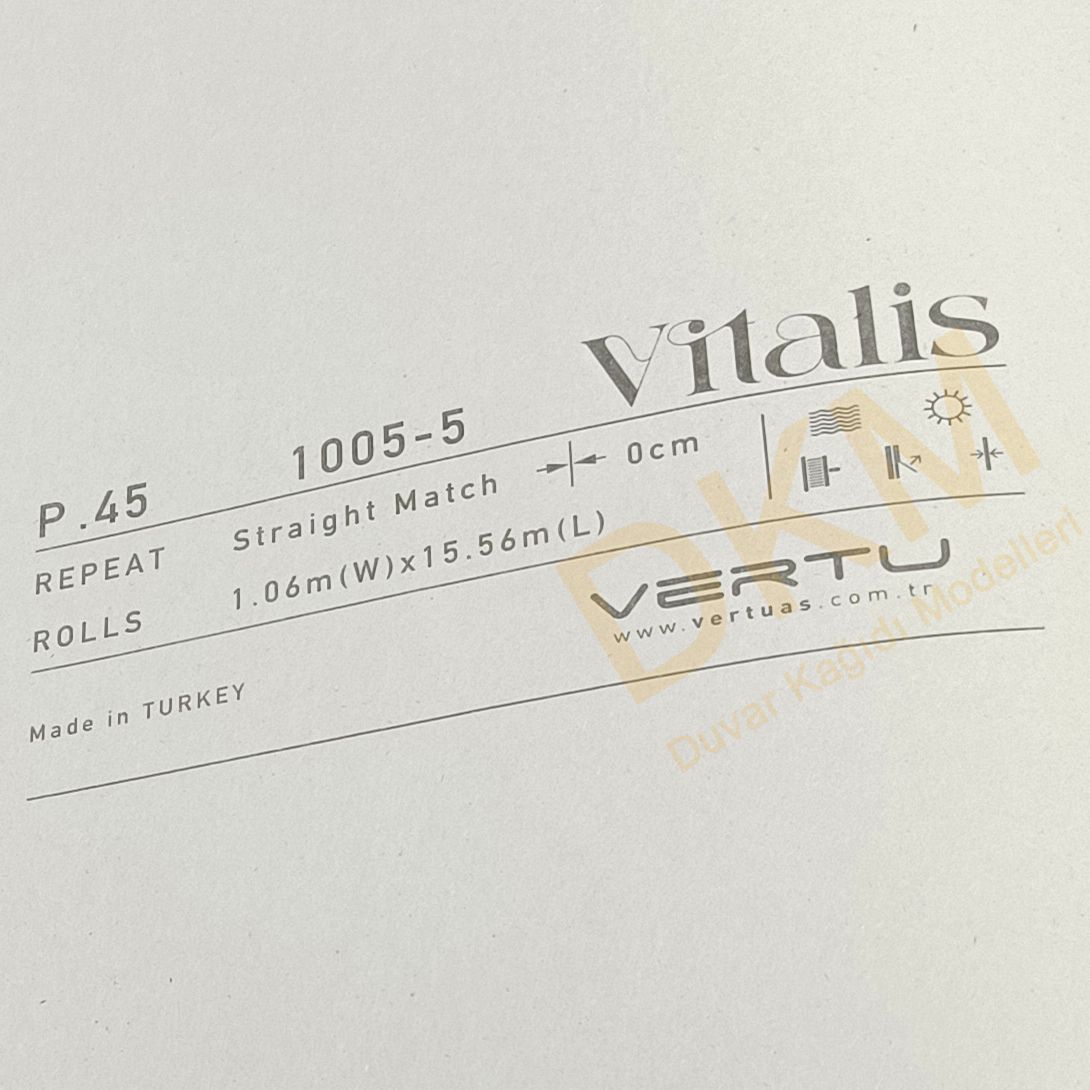 Vitalis
P.45 1005-5
REPEAT Straight Match 0cm
ROLLS 1.06m(W)x15.56m(L)
VERTU
www.vertuas.com.tr
Made in TURKEY
DKM
Duvar Kağıdı Modelleri